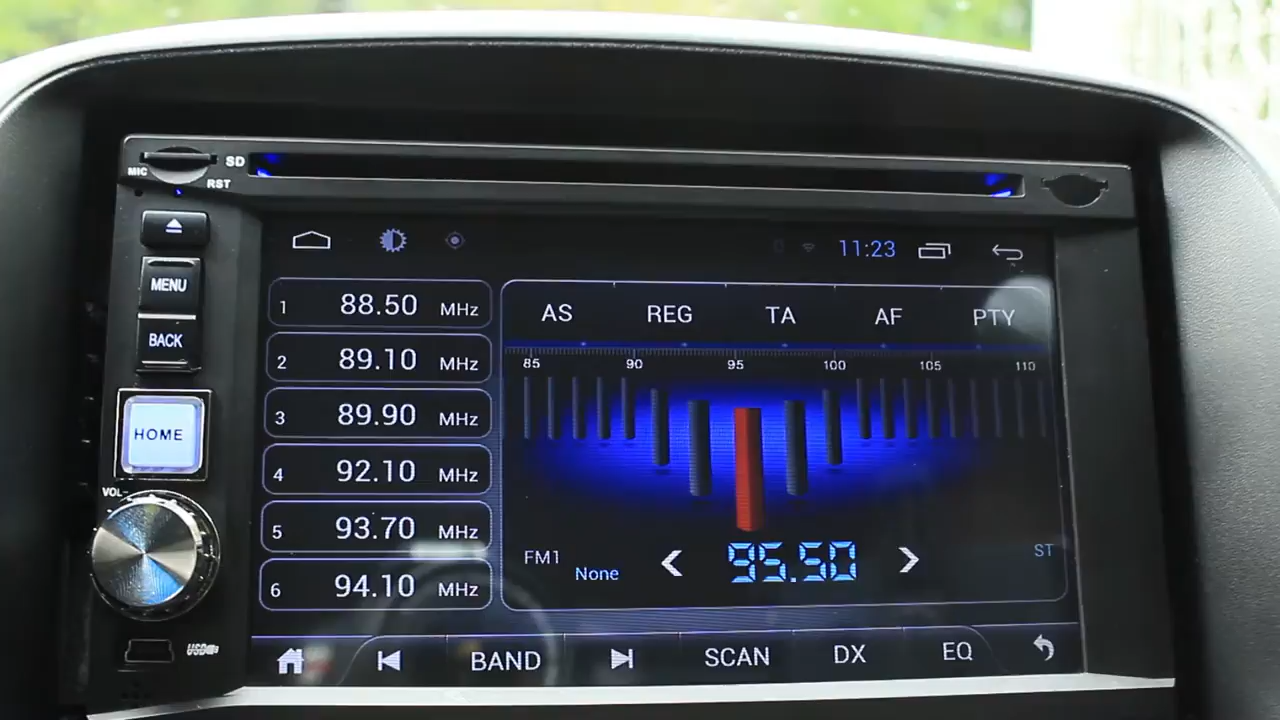 SD
MIC
RST
MENU
BACK
HOME
VOL-
USB
11:23
1 88.50 MHz
2 89.10 MHz
3 89.90 MHz
4 92.10 MHz
5 93.70 MHz
6 94.10 MHz
AS REG TA AF PTY
85 90 95 100 105 110
FM1 None 95.50 ST
BAND SCAN DX EQ